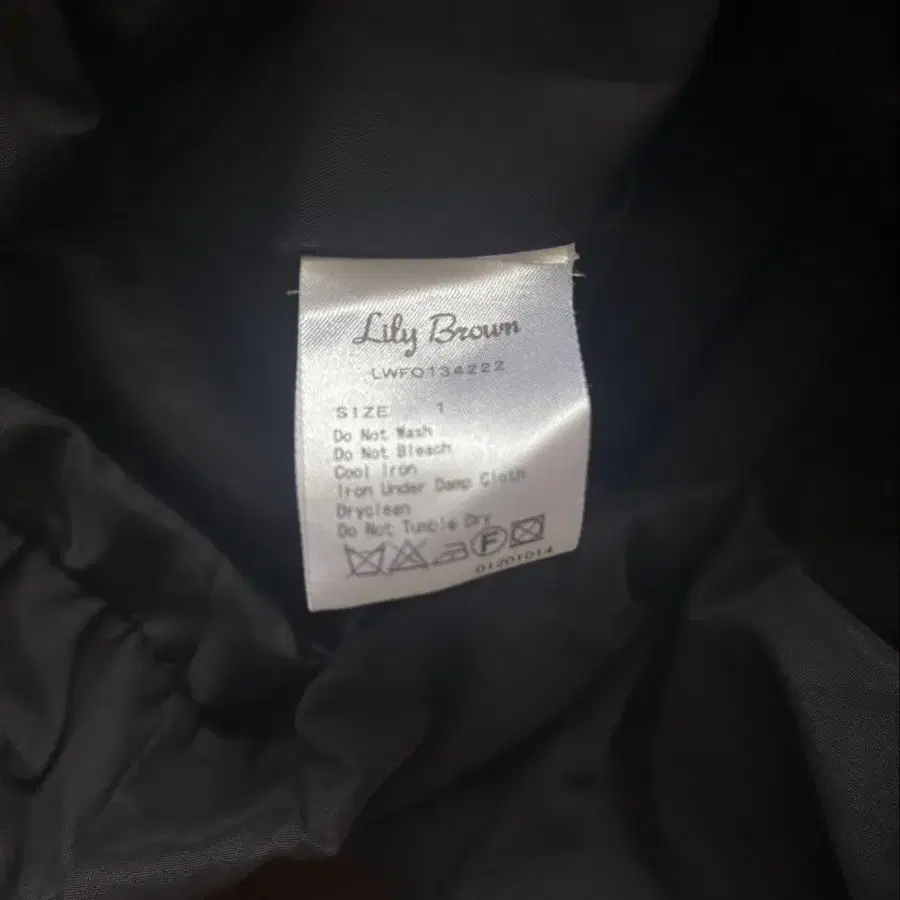 Lily Brown
LWFO134222
SIZE 1
Do Not Wash
Do Not Bleach
Cool Iron
Iron Under Damp Cloth
Dryclean
Do Not Tumble Dry
F
01201014